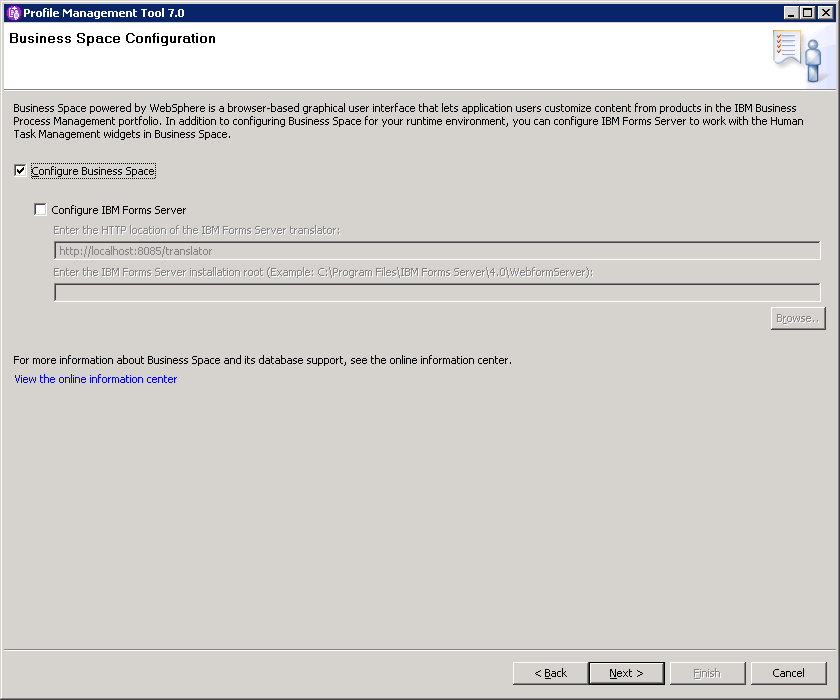 Profile Management Tool 7.0
Business Space Configuration
Business Space powered by WebSphere is a browser-based graphical user interface that lets application users customize content from products in the IBM Business
Process Management portfolio. In addition to configuring Business Space for your runtime environment, you can configure IBM Forms Server to work with the Human
Task Management widgets in Business Space.
Configure Business Space
Configure IBM Forms Server
Enter the HTTP location of the IBM Forms Server translator:
http://localhost:8085/translator
Enter the IBM Forms Server installation root (Example: C:\Program Files\IBM Forms Server\4.0\WebformServer):
Browse..
For more information about Business Space and its database support, see the online information center.
View the online information center
< Back
Next >
Finish
Cancel